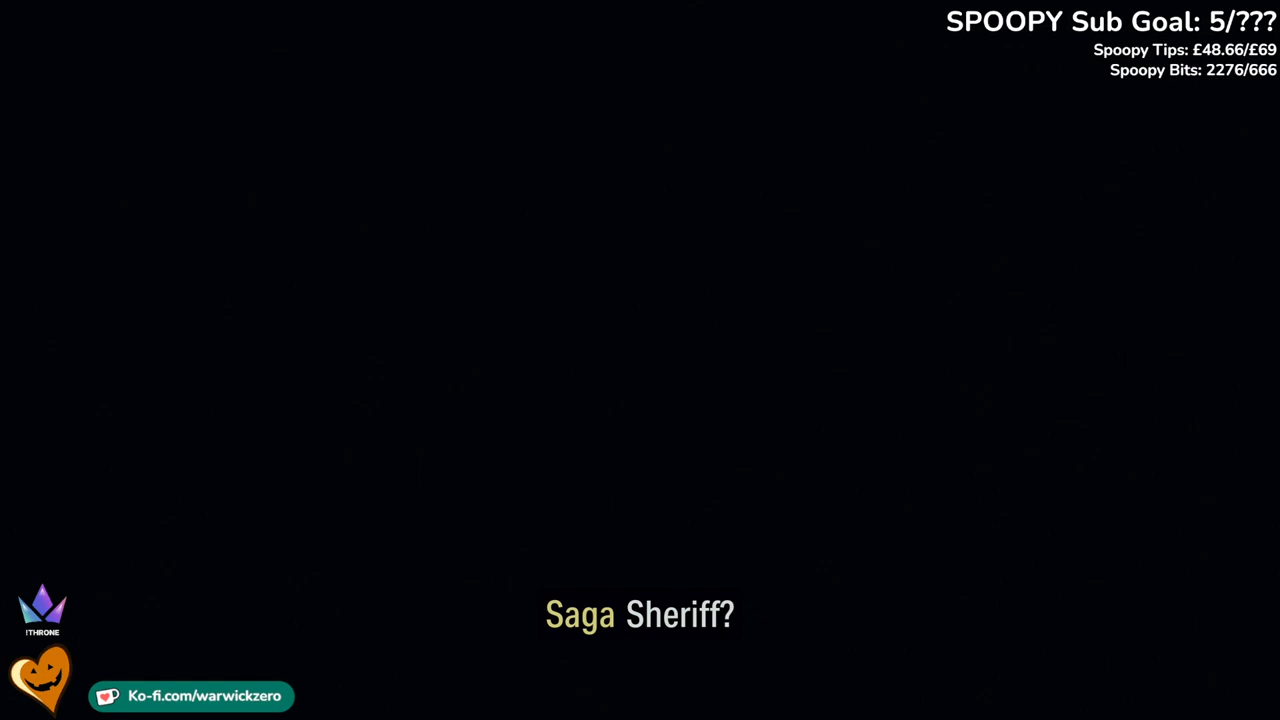 SPOOPY Sub Goal: 5/???
Spoopy Tips: £48.66/£69
Spoopy Bits: 2276/666
Saga Sheriff?
!THRONE
Ko-fi.com/warwickzero